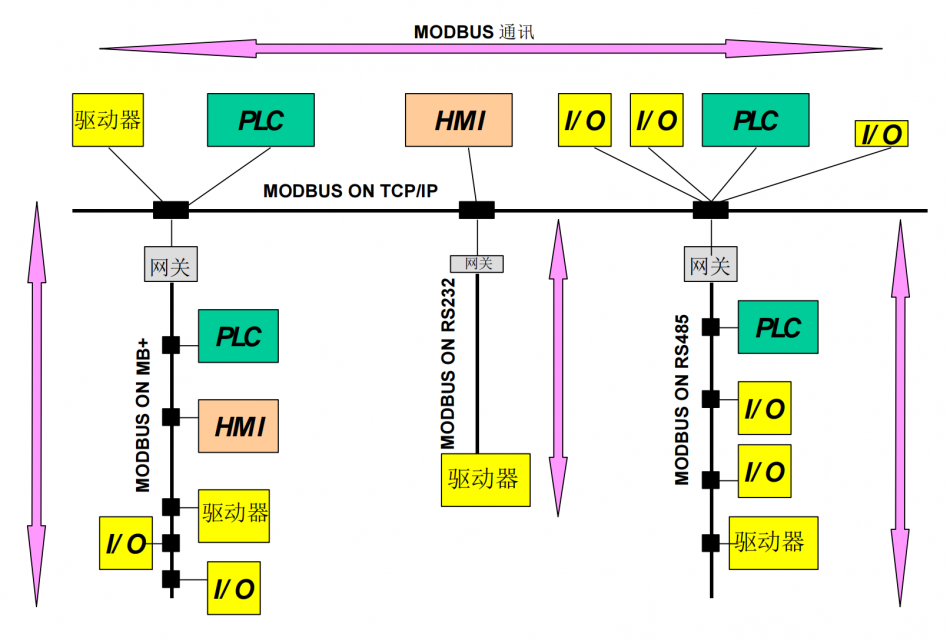 MODBUS 通讯
驱动器
PLC
HMI
I/O
I/O
PLC
I/O
MODBUS ON TCP/IP
网关
网关
网关
MODBUS ON MB+
PLC
HMI
驱动器
I/O
I/O
MODBUS ON RS232
驱动器
MODBUS ON RS485
PLC
I/O
I/O
驱动器